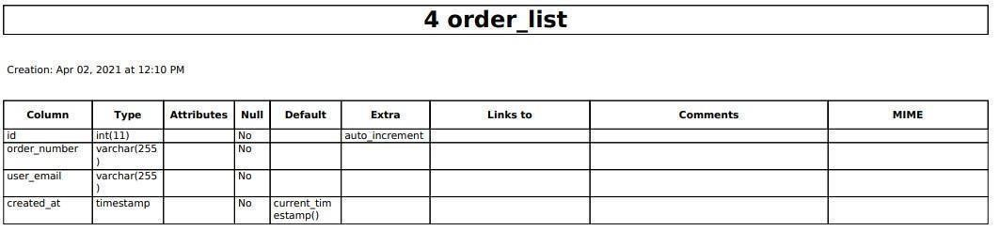 4 order_list
Creation: Apr 02, 2021 at 12:10 PM
Column Type Attributes Null Default Extra Links to Comments MIME
id int(11) No auto_increment
order_number varchar(255 No
)
user_email varchar(255 No
)
created_at timestamp No current_tim
estamp()